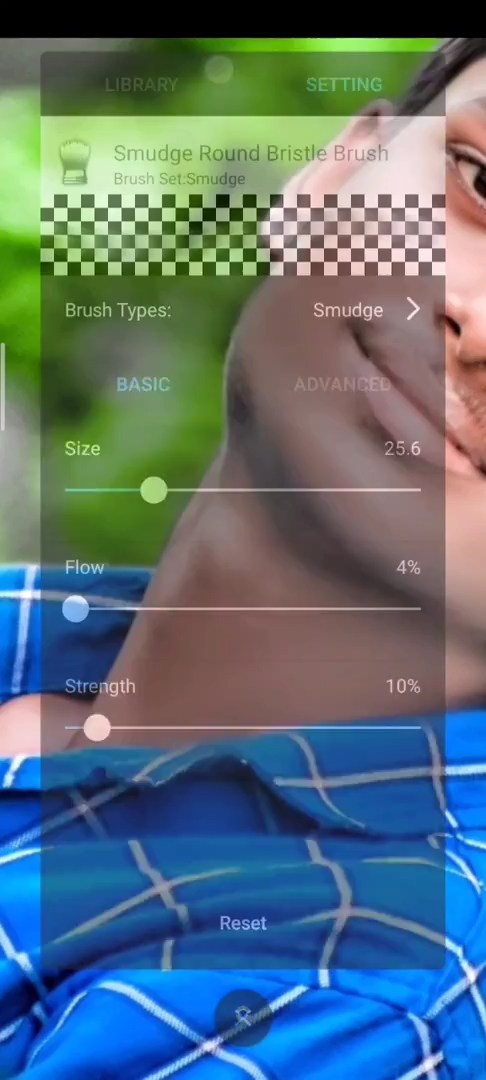 LIBRARY SETTING
Smudge Round Bristle Brush
Brush Set:Smudge
Brush Types: Smudge
BASIC ADVANCED
Size 25.6
Flow 4%
Strength 10%
Reset